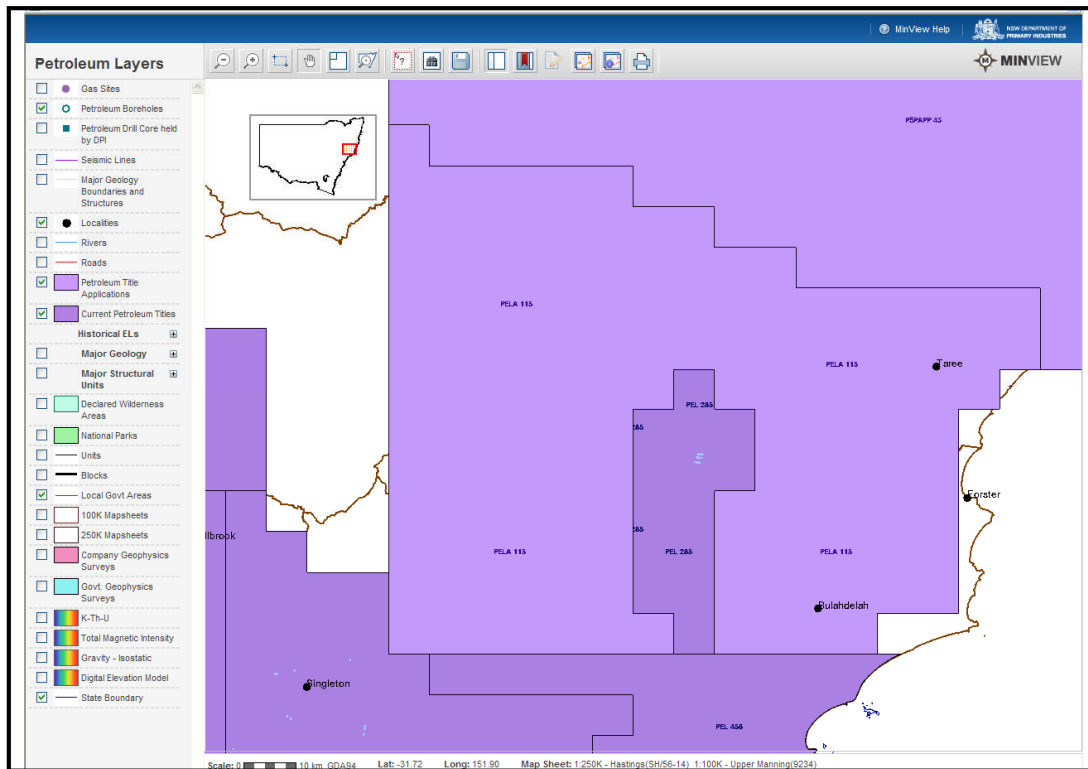 MinView Help
NSW DEPARTMENT OF
PRIMARY INDUSTRIES
Petroleum Layers
MINVIEW
Gas Sites
Petroleum Boreholes
Petroleum Drill Core held
by DPI
Seismic Lines
Major Geology
Boundaries and
Structures
Localities
Rivers
Roads
Petroleum Title
Applications
Current Petroleum Titles
Historical ELs
Major Geology
Major Structural
Units
Declared Wilderness
Areas
National Parks
Units
Blocks
Local Govt Areas
100K Mapsheets
250K Mapsheets
Company Geophysics
Surveys
Govt. Geophysics
Surveys
K-Th-U
Total Magnetic Intensity
Gravity - Isostatic
Digital Elevation Model
State Boundary
PSPAPP 43
PELA 115
PELA 115
Taree
PEL 285
285
Forster
285
llbrook
PELA 115
PEL 285
PELA 115
Bulahdelah
Singleton
PEL 458
Scale: 0 10 km GDA94 Lat: -31.72 Long: 151.90 Map Sheet: 1:250K - Hastings(SH/56-14) 1:100K - Upper Manning(9234)